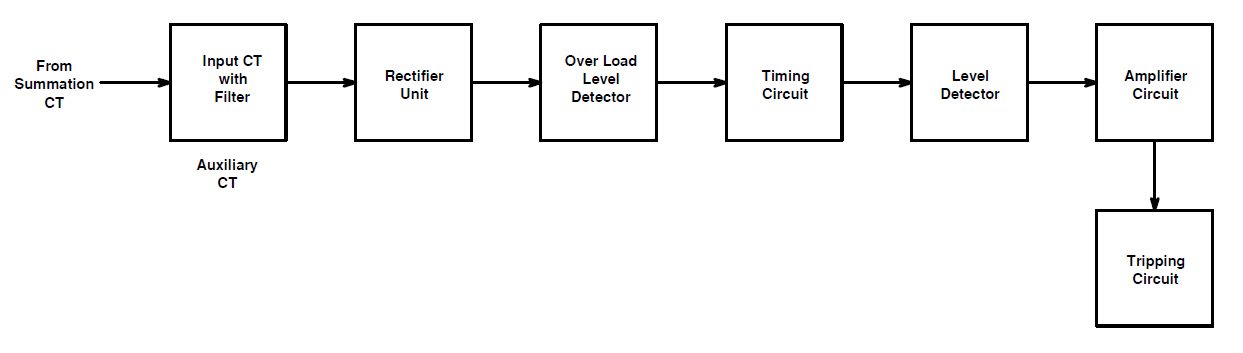 From
Summation
CT
Input CT
with
Filter
Auxiliary
CT
Rectifier
Unit
Over Load
Level
Detector
Timing
Circuit
Level
Detector
Amplifier
Circuit
Tripping
Circuit